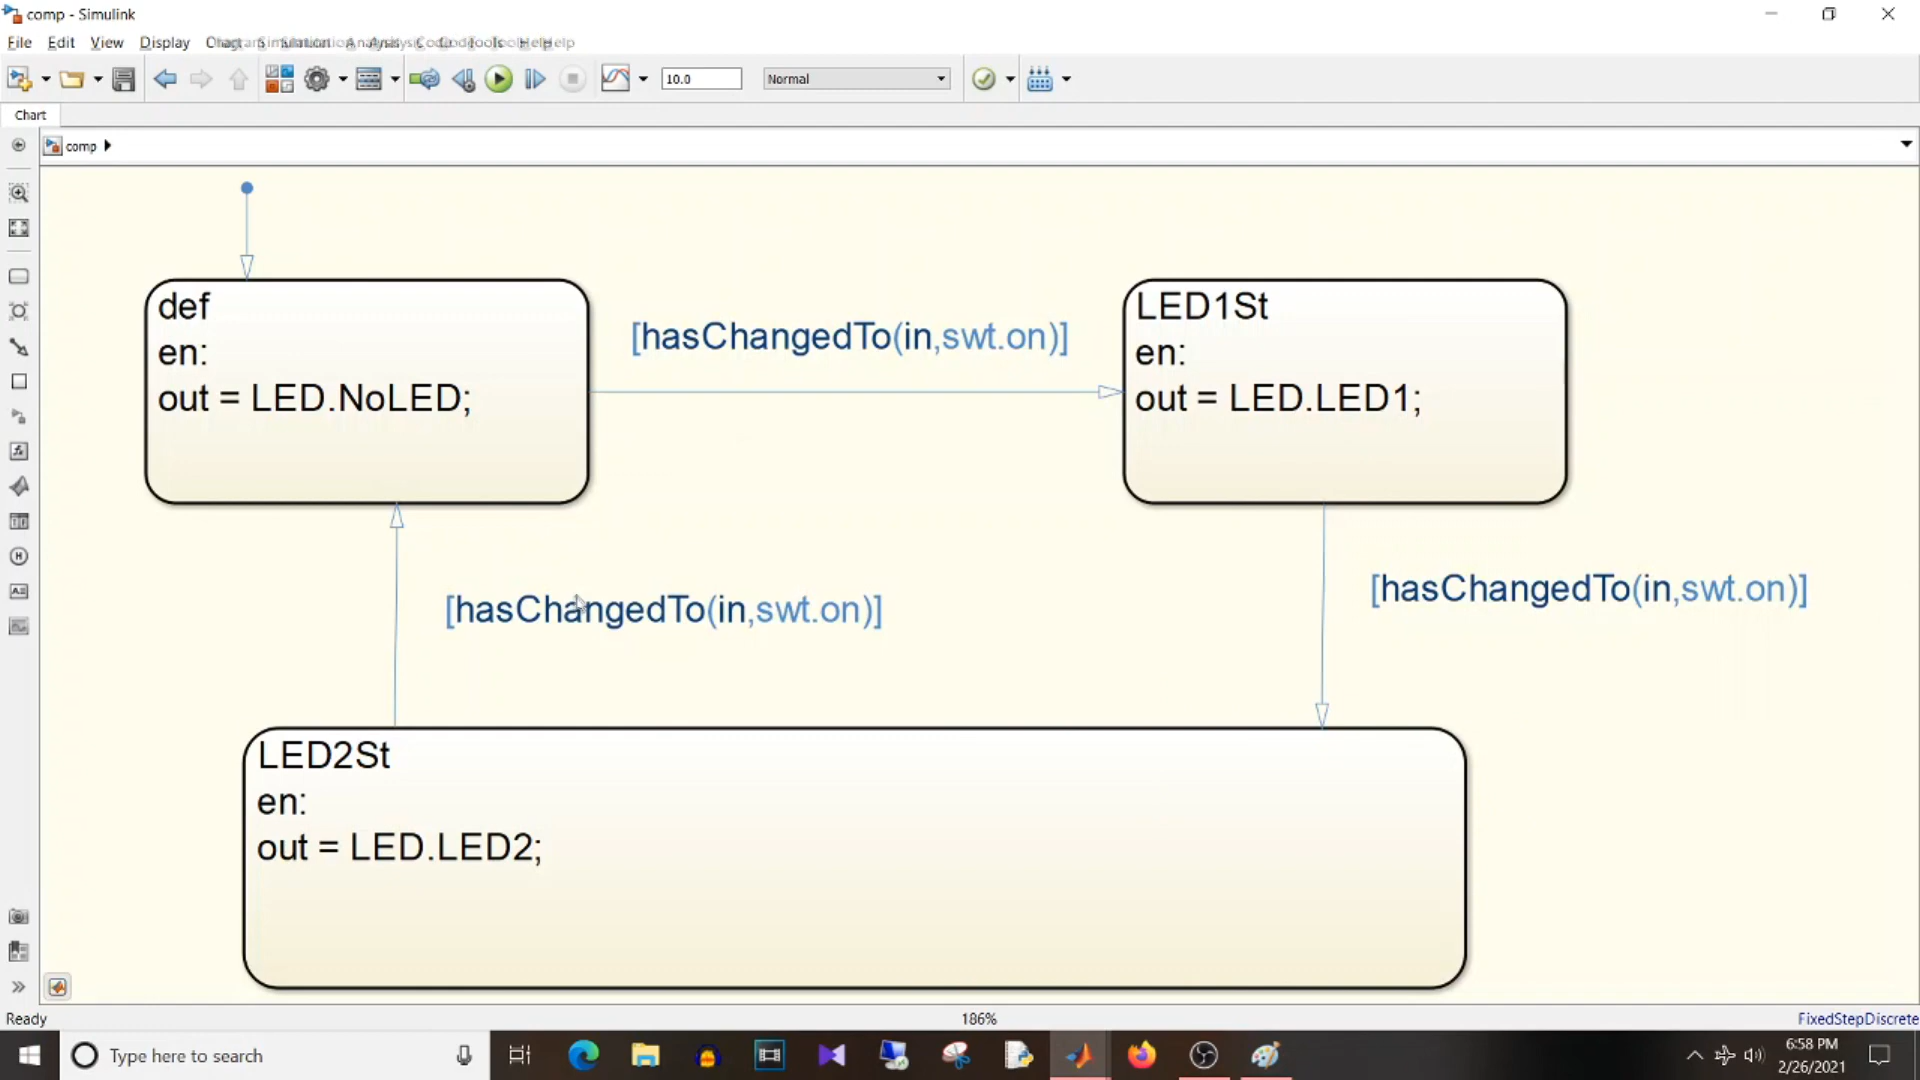 comp - Simulink
File Edit View Display
10.0 Normal
Chart
comp
def
en:
out = LED.NoLED;
[hasChangedTo(in,swt.on)]
LED1St
en:
out = LED.LED1;
[hasChangedTo(in,swt.on)]
[hasChangedTo(in,swt.on)]
LED2St
en:
out = LED.LED2;
Ready 186% FixedStepDiscrete
Type here to search
6:58 PM
2/26/2021